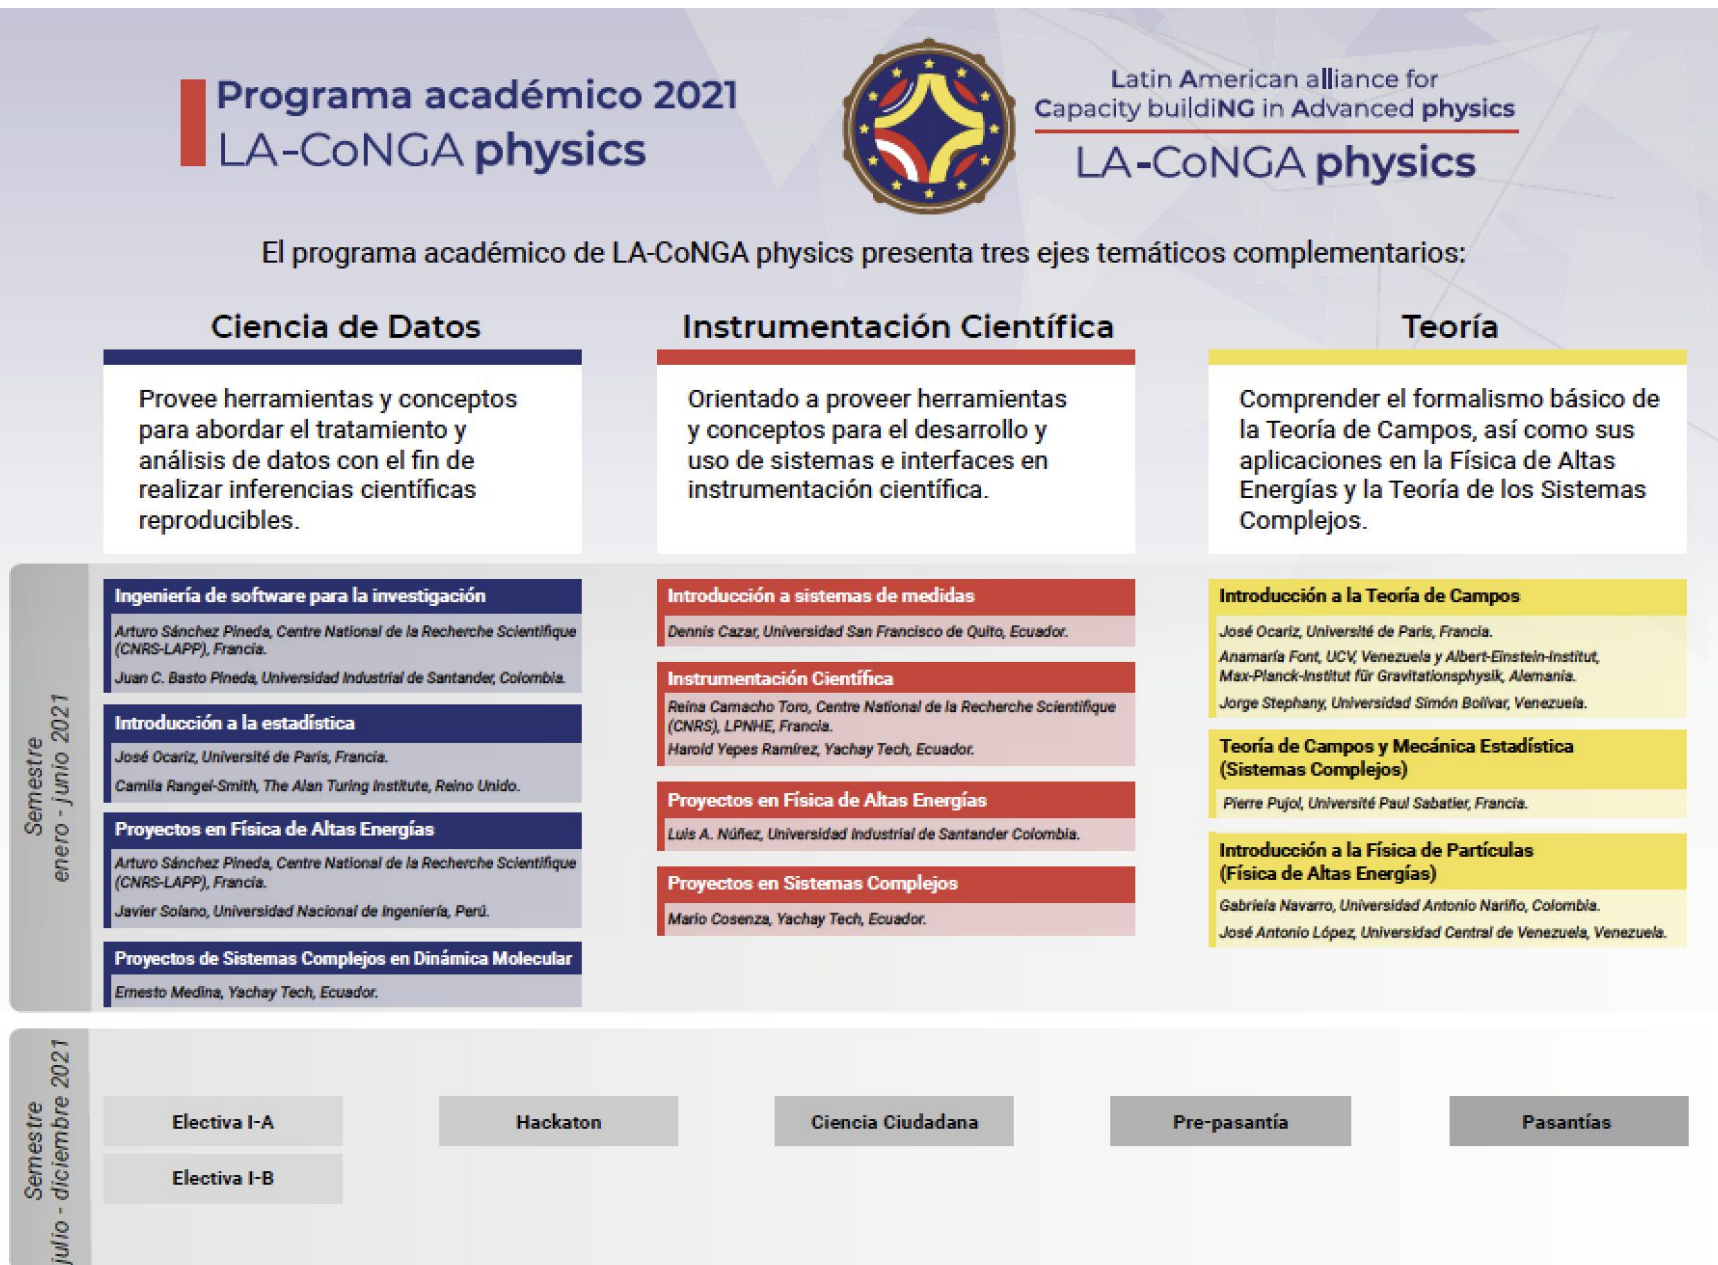 Programa académico 2021
LA-CoNGA physics
Latin American alliance for
Capacity buildiNG in Advanced physics
LA-CoNGA physics
El programa académico de LA-CoNGA physics presenta tres ejes temáticos complementarios:
Ciencia de Datos
Provee herramientas y conceptos
para abordar el tratamiento y
análisis de datos con el fin de
realizar inferencias científicas
reproducibles.
Instrumentación Científica
Orientado a proveer herramientas
y conceptos para el desarrollo y
uso de sistemas e interfaces en
instrumentación científica.
Teoría
Comprender el formalismo básico de
la Teoría de Campos, así como sus
aplicaciones en la Física de Altas
Energías y la Teoría de los Sistemas
Complejos.
Semestre
enero - junio 2021
Ingeniería de software para la investigación
Arturo Sánchez Pineda, Centre National de la Recherche Scientifique
(CNRS-LAPP), Francia.
Juan C. Basto Pineda, Universidad Industrial de Santander, Colombia.
Introducción a la estadística
José Ocariz, Université de Paris, Francia.
Camila Rangel-Smith, The Alan Turing Institute, Reino Unido.
Proyectos en Física de Altas Energías
Arturo Sánchez Pineda, Centre National de la Recherche Scientifique
(CNRS-LAPP), Francia.
Javier Solano, Universidad Nacional de Ingeniería, Perú.
Proyectos de Sistemas Complejos en Dinámica Molecular
Ernesto Medina, Yachay Tech, Ecuador.
Introducción a sistemas de medidas
Dennis Cazar, Universidad San Francisco de Quito, Ecuador.
Instrumentación Científica
Reina Camacho Toro, Centre National de la Recherche Scientifique
(CNRS), LPNHE, Francia.
Harold Yepes Ramírez, Yachay Tech, Ecuador.
Proyectos en Física de Altas Energías
Luis A. Núñez, Universidad Industrial de Santander Colombia.
Proyectos en Sistemas Complejos
Mario Cosenza, Yachay Tech, Ecuador.
Introducción a la Teoría de Campos
José Ocariz, Université de Paris, Francia.
Anamaría Font, UCV, Venezuela y Albert-Einstein-Institut,
Max-Planck-Institut für Gravitationsphysik, Alemania.
Jorge Stephany, Universidad Simón Bolívar, Venezuela.
Teoría de Campos y Mecánica Estadística
(Sistemas Complejos)
Pierre Pujol, Université Paul Sabatier, Francia.
Introducción a la Física de Partículas
(Física de Altas Energías)
Gabriela Navarro, Universidad Antonio Nariño, Colombia.
José Antonio López, Universidad Central de Venezuela, Venezuela.
Semestre
julio - diciembre 2021
Electiva I-A
Electiva I-B
Hackaton
Ciencia Ciudadana
Pre-pasantía
Pasantías